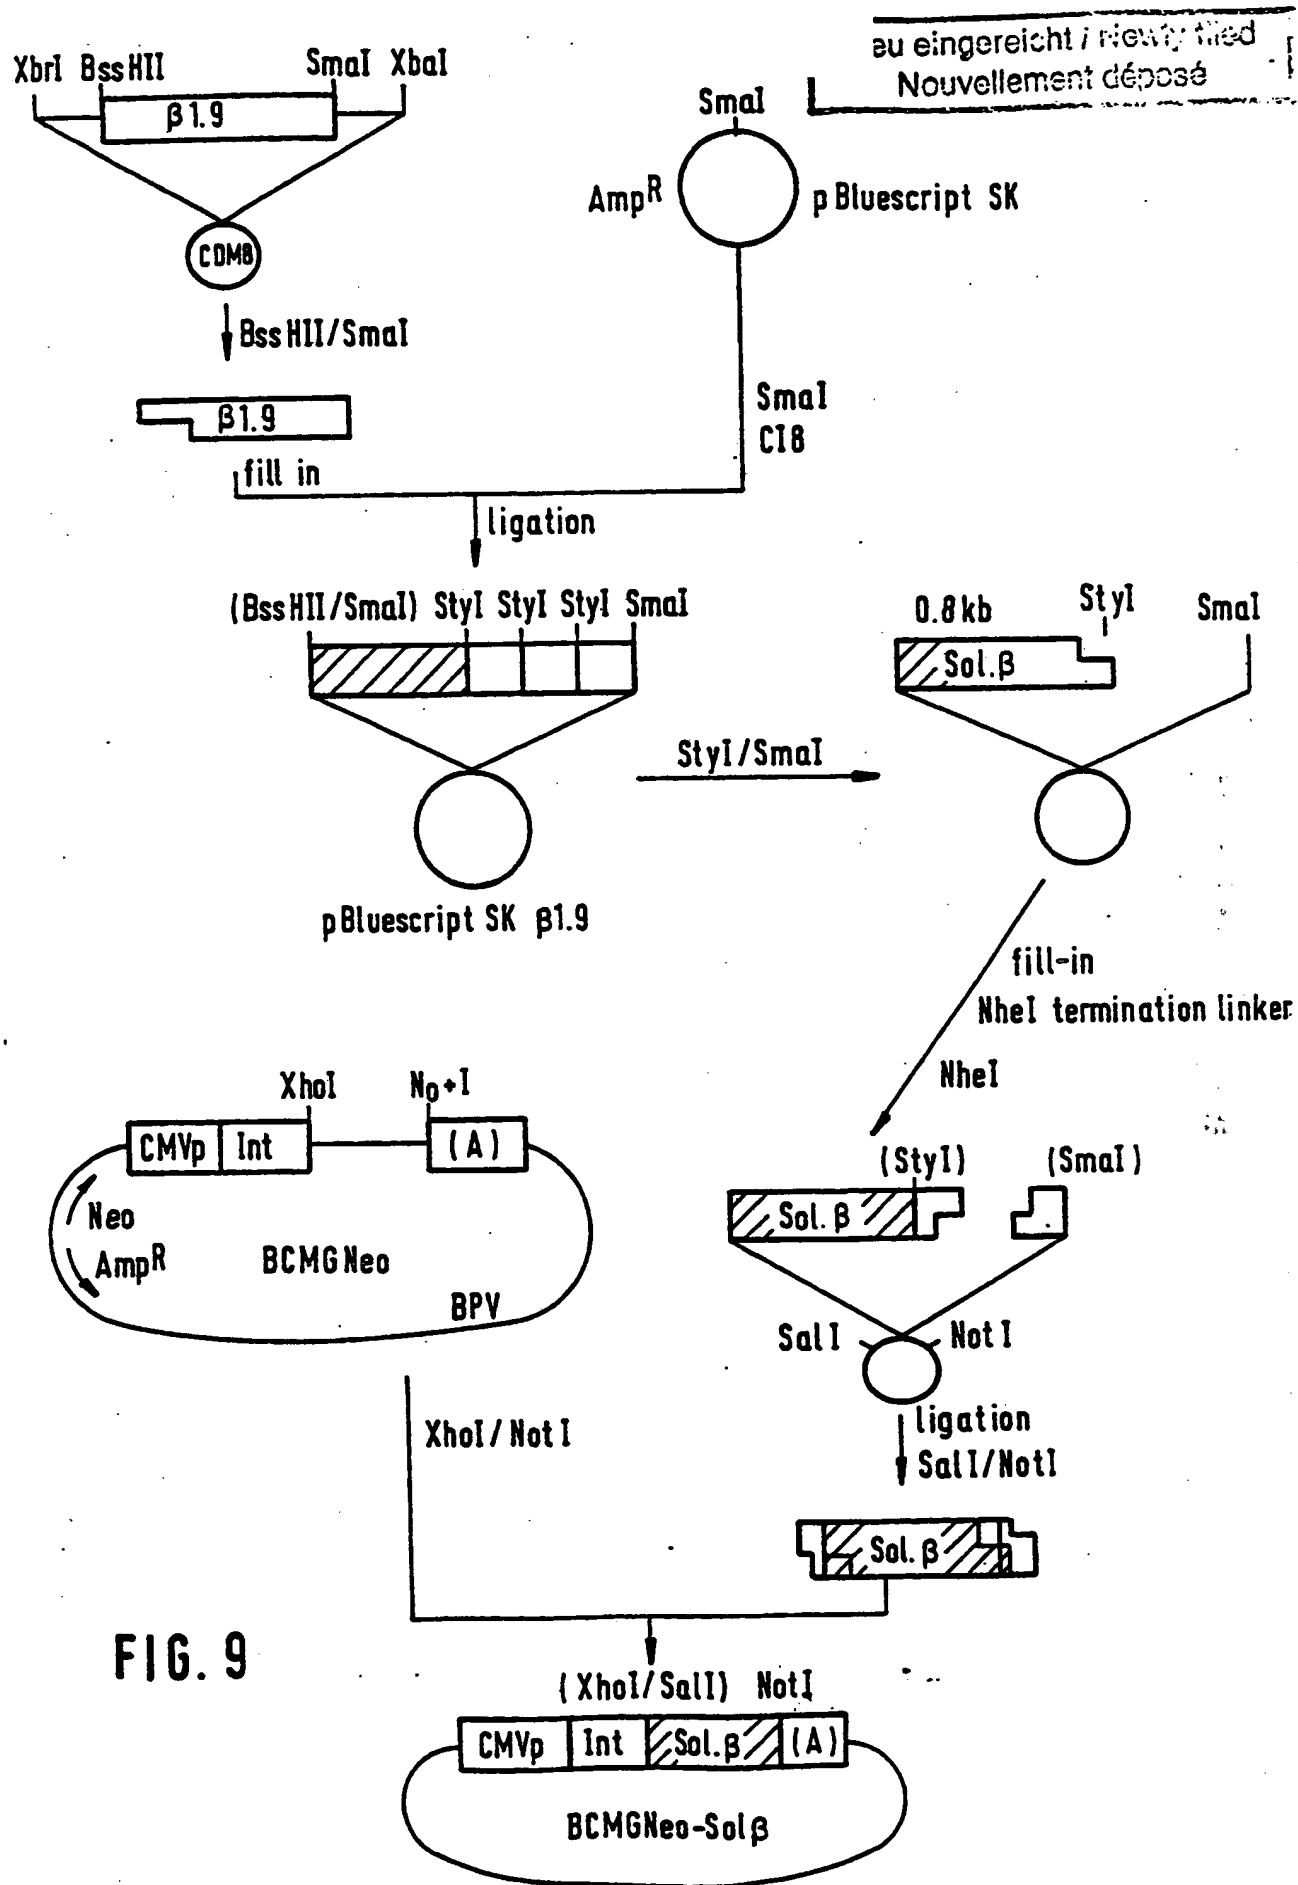 eu eingereicht / Newly filed
Nouvellement déposé
XbrI BssHII SmaI XbaI
β1.9
CDM8
BssHII/SmaI
β1.9
fill in
SmaI
AmpR
pBluescript SK
SmaI
CI8
ligation
(BssHII/SmaI) StyI StyI StyI SmaI
pBluescript SK β1.9
StyI/SmaI
0.8kb StyI SmaI
Sol.β
fill-in
NheI termination linker
NheI
XhoI No+I
CMVp Int (A)
Neo
AmpR
BCMGNeo
BPV
(StyI) (SmaI)
Sol.β
SalI NotI
ligation
SalI/NotI
XhoI/NotI
Sol.β
FIG. 9
(XhoI/SalI) NotI
CMVp Int Sol.β (A)
BCMGNeo-Solβ